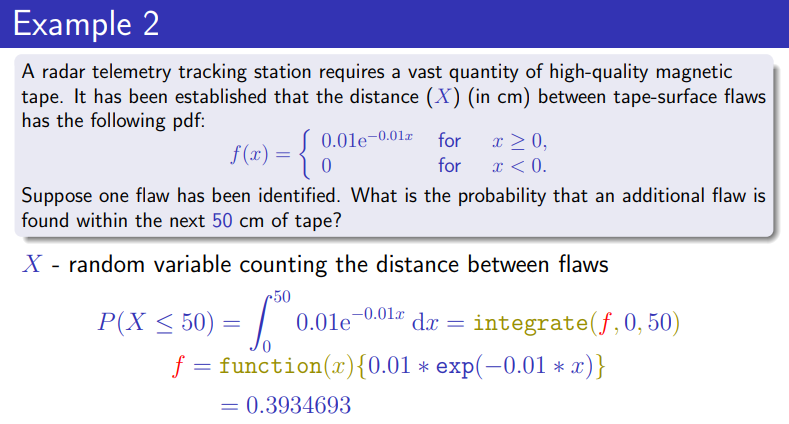 Example 2
A radar telemetry tracking station requires a vast quantity of high-quality magnetic
tape. It has been established that the distance (X) (in cm) between tape-surface flaws
has the following pdf:
f(x) = { 0.01e^{−0.01x} for x ≥ 0,
0 for x < 0.
Suppose one flaw has been identified. What is the probability that an additional flaw is
found within the next 50 cm of tape?
X - random variable counting the distance between flaws
P(X ≤ 50) = ∫_0^{50} 0.01e^{−0.01x} dx = integrate(f, 0, 50)
f = function(x){0.01 ∗ exp(−0.01 ∗ x)}
= 0.3934693